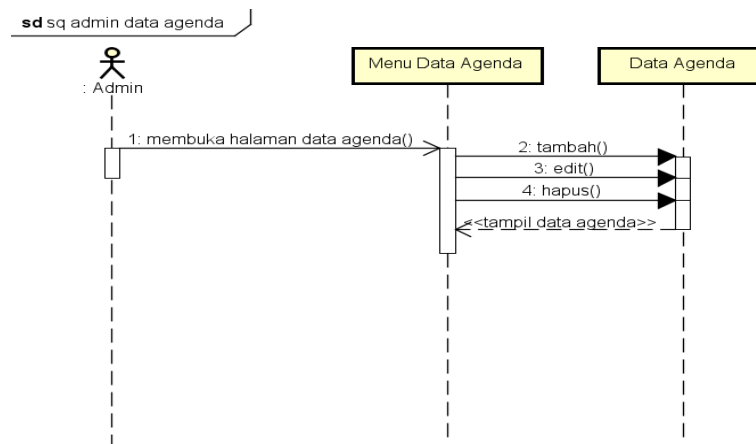 sd sq admin data agenda
: Admin
Menu Data Agenda
Data Agenda
1: membuka halaman data agenda()
2: tambah()
3: edit()
4: hapus()
<<tampil data agenda>>